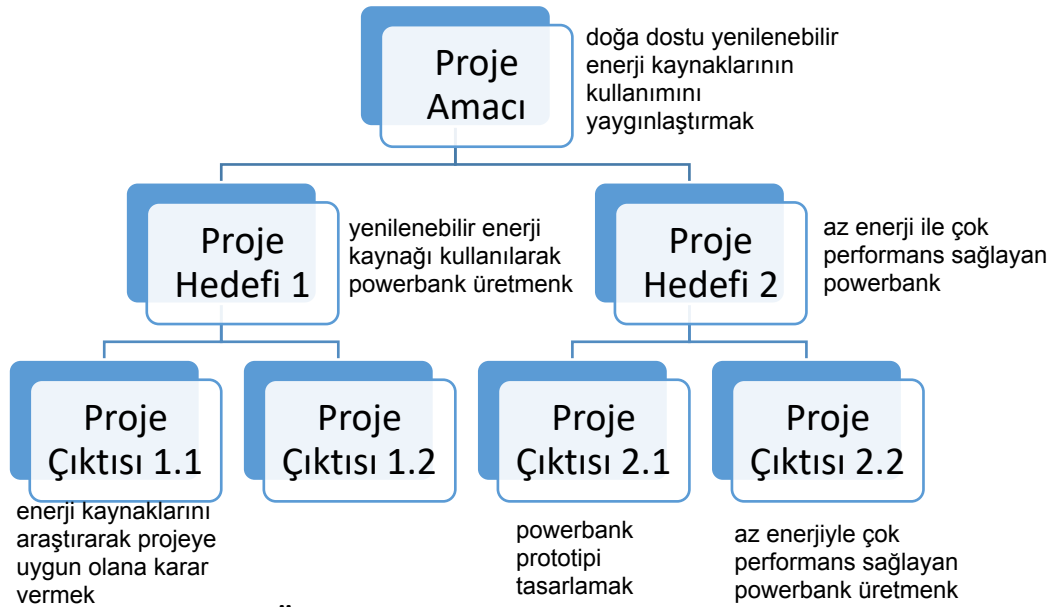 Proje
Amacı
doğa dostu yenilenebilir
enerji kaynaklarının
kullanımını
yaygınlaştırmak
Proje
Hedefi 1
yenilenebilir enerji
kaynağı kullanılarak
powerbank üretmenk
Proje
Hedefi 2
az enerji ile çok
performans sağlayan
powerbank
Proje
Çıktısı 1.1
Proje
Çıktısı 1.2
Proje
Çıktısı 2.1
Proje
Çıktısı 2.2
enerji kaynaklarını
araştırarak projeye
uygun olana karar
vermek
powerbank
prototipi
tasarlamak
az enerjiyle çok
performans sağlayan
powerbank üretmenk